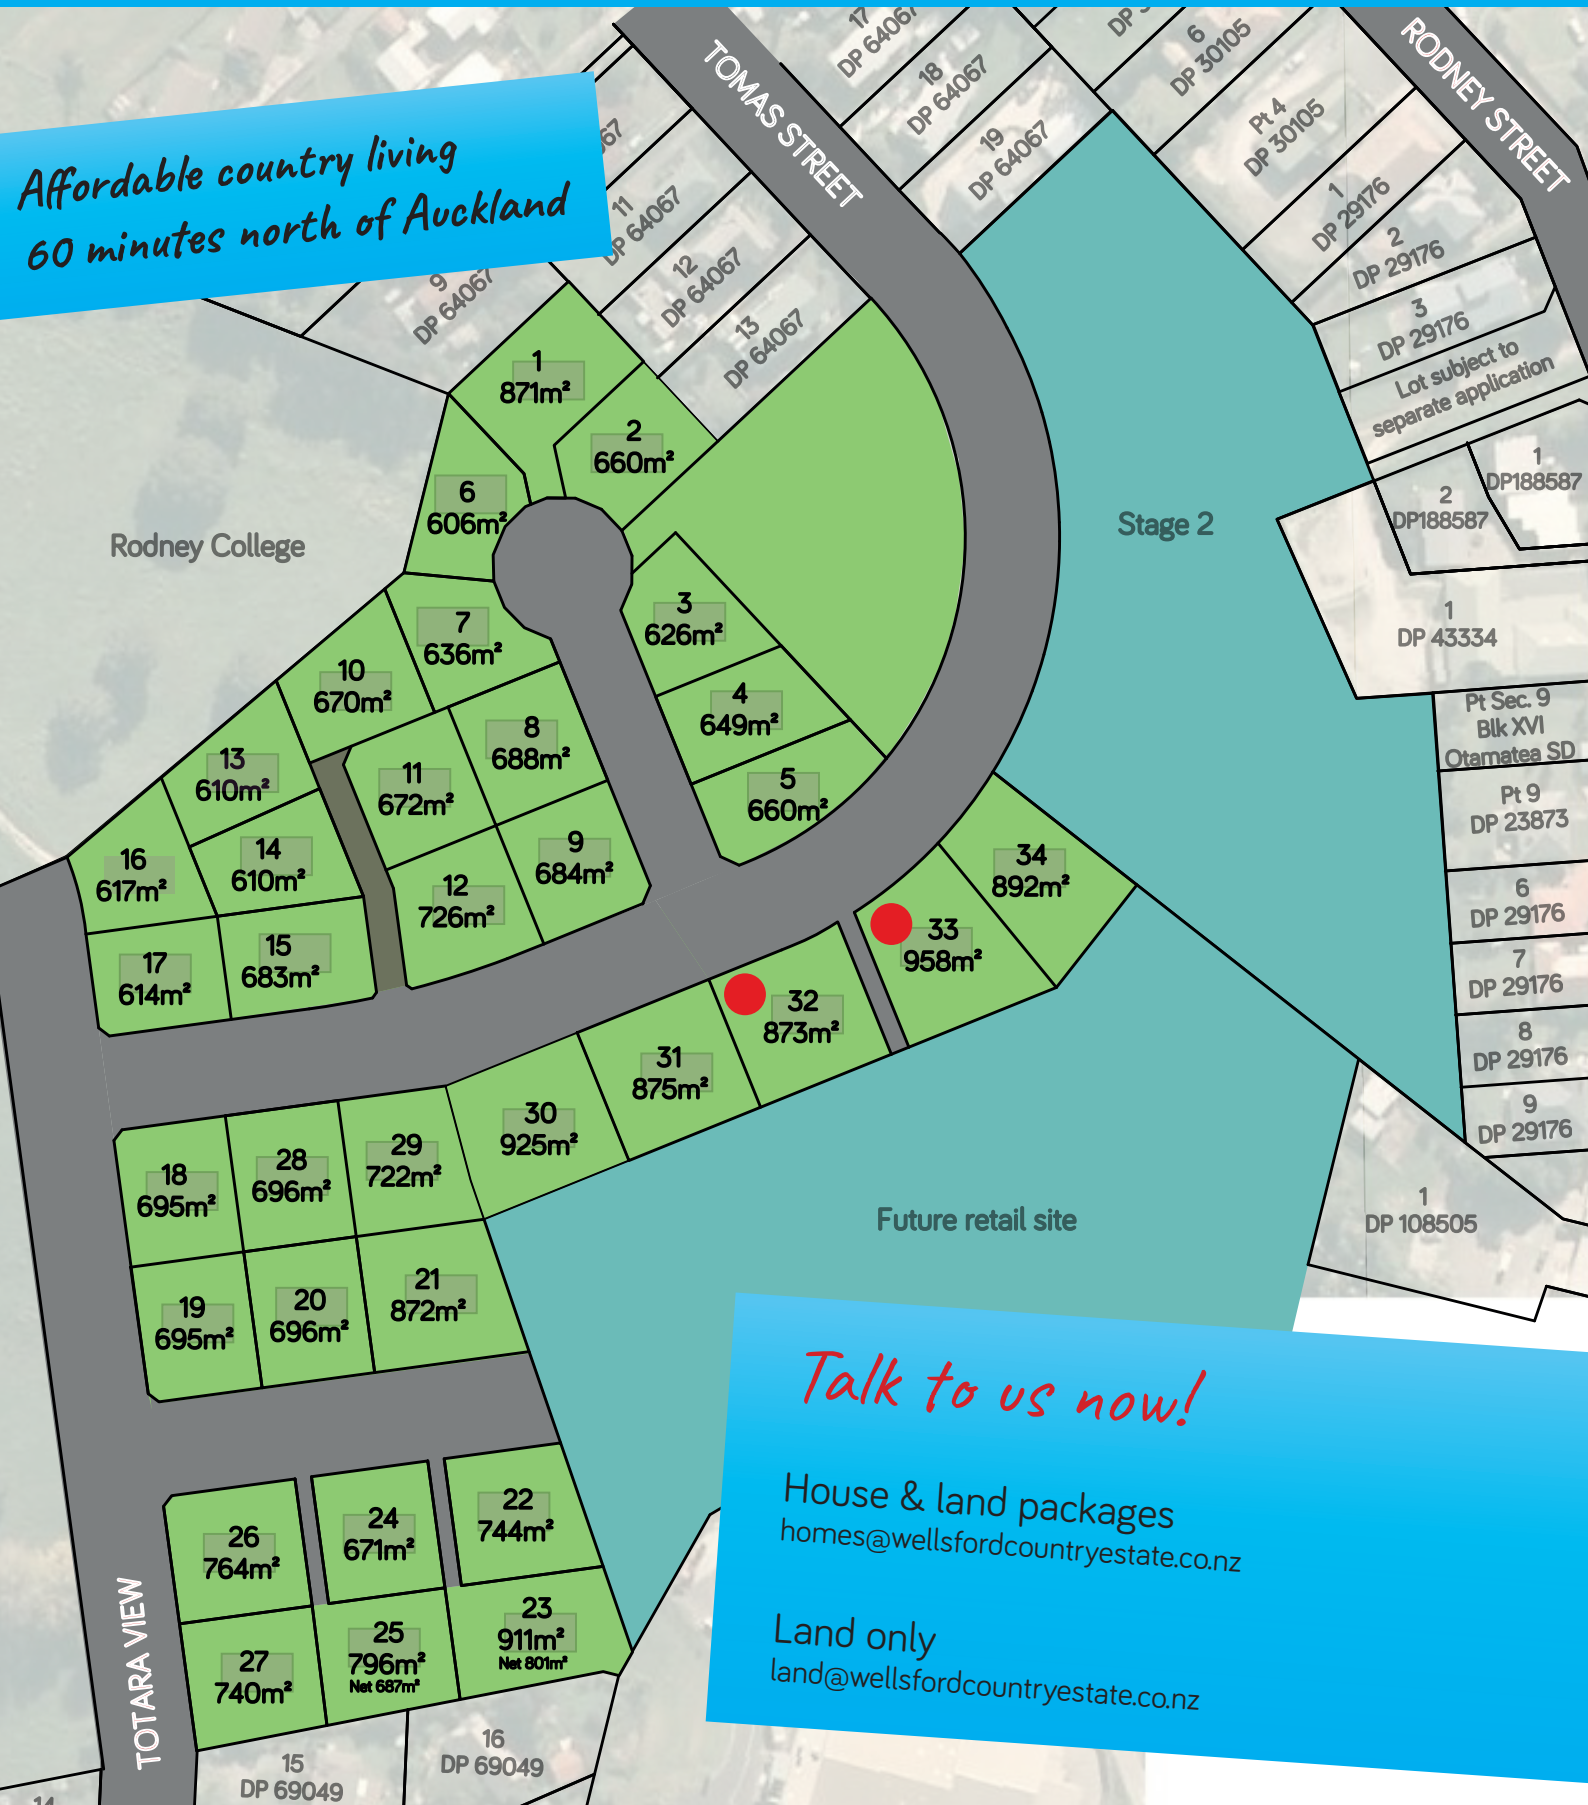 17
DP 64067
18
DP 64067
19
DP 64067
6
DP 30105
Pt 4
DP 30105
1
DP 29176
2
DP 29176
3
DP 29176
Lot subject to
separate application
1
DP188587
2
DP188587
1
DP 43334
Pt Sec. 9
Blk XVI
Otamatea SD
Pt 9
DP 23873
6
DP 29176
7
DP 29176
8
DP 29176
9
DP 29176
1
DP 108505
TOMAS STREET
RODNEY STREET
Affordable country living
60 minutes north of Auckland
9
DP 64067
11
DP 64067
12
DP 64067
13
DP 64067
Rodney College
Stage 2
1
871m²
2
660m²
6
606m²
3
626m²
7
636m²
4
649m²
10
670m²
8
688m²
5
660m²
13
610m²
11
672m²
14
610m²
9
684m²
16
617m²
12
726m²
15
683m²
17
614m²
34
892m²
33
958m²
32
873m²
31
875m²
30
925m²
29
722m²
28
696m²
18
695m²
19
695m²
20
696m²
21
872m²
Future retail site
26
764m²
24
671m²
22
744m²
27
740m²
25
796m²
Net 687m²
23
911m²
Net 801m²
TOTARA VIEW
15
DP 69049
16
DP 69049
Talk to us now!
House & land packages
homes@wellsfordcountryestate.co.nz
Land only
land@wellsfordcountryestate.co.nz